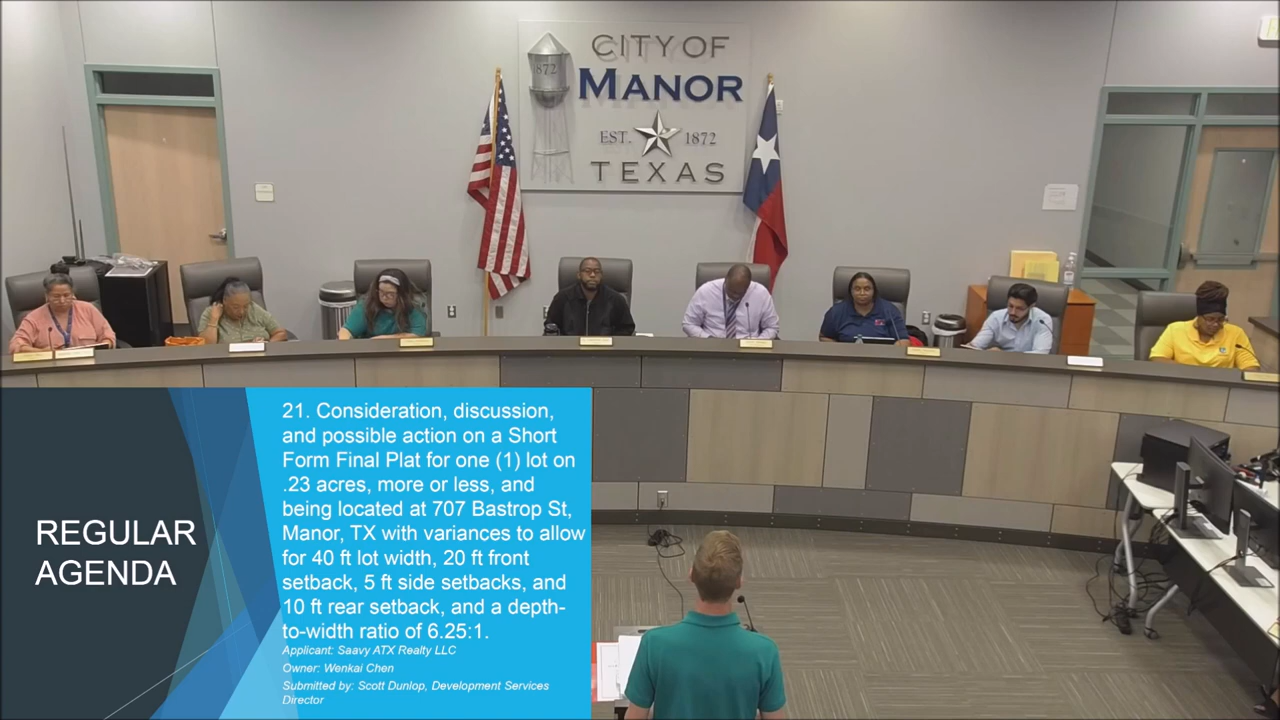 CITY OF
1872
MANOR
EST. 1872
TEXAS
REGULAR
AGENDA
21. Consideration, discussion,
and possible action on a Short
Form Final Plat for one (1) lot on
.23 acres, more or less, and
being located at 707 Bastrop St,
Manor, TX with variances to allow
for 40 ft lot width, 20 ft front
setback, 5 ft side setbacks, and
10 ft rear setback, and a depth-
to-width ratio of 6.25:1.
Applicant: Saavy ATX Realty LLC
Owner: Wenkai Chen
Submitted by: Scott Dunlop, Development Services
Director